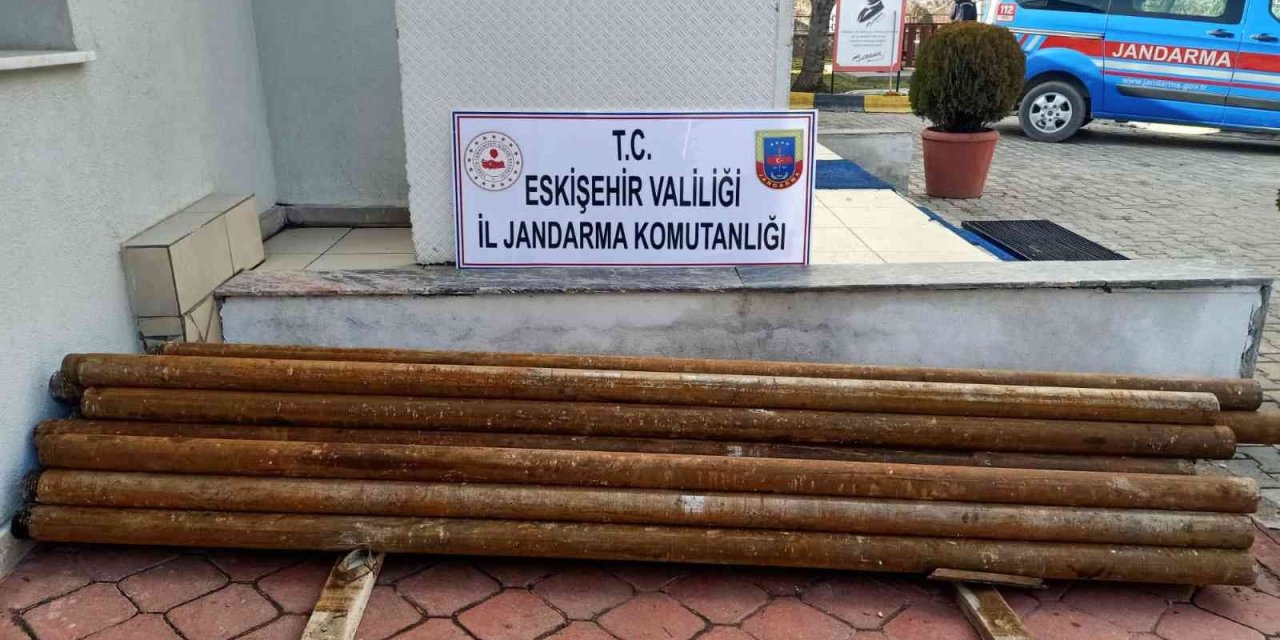 T.C.
ESKİŞEHİR VALİLİĞİ
İL JANDARMA KOMUTANLIĞI
JANDARMA
112
JANDARMA
www.jandarma.gov.tr